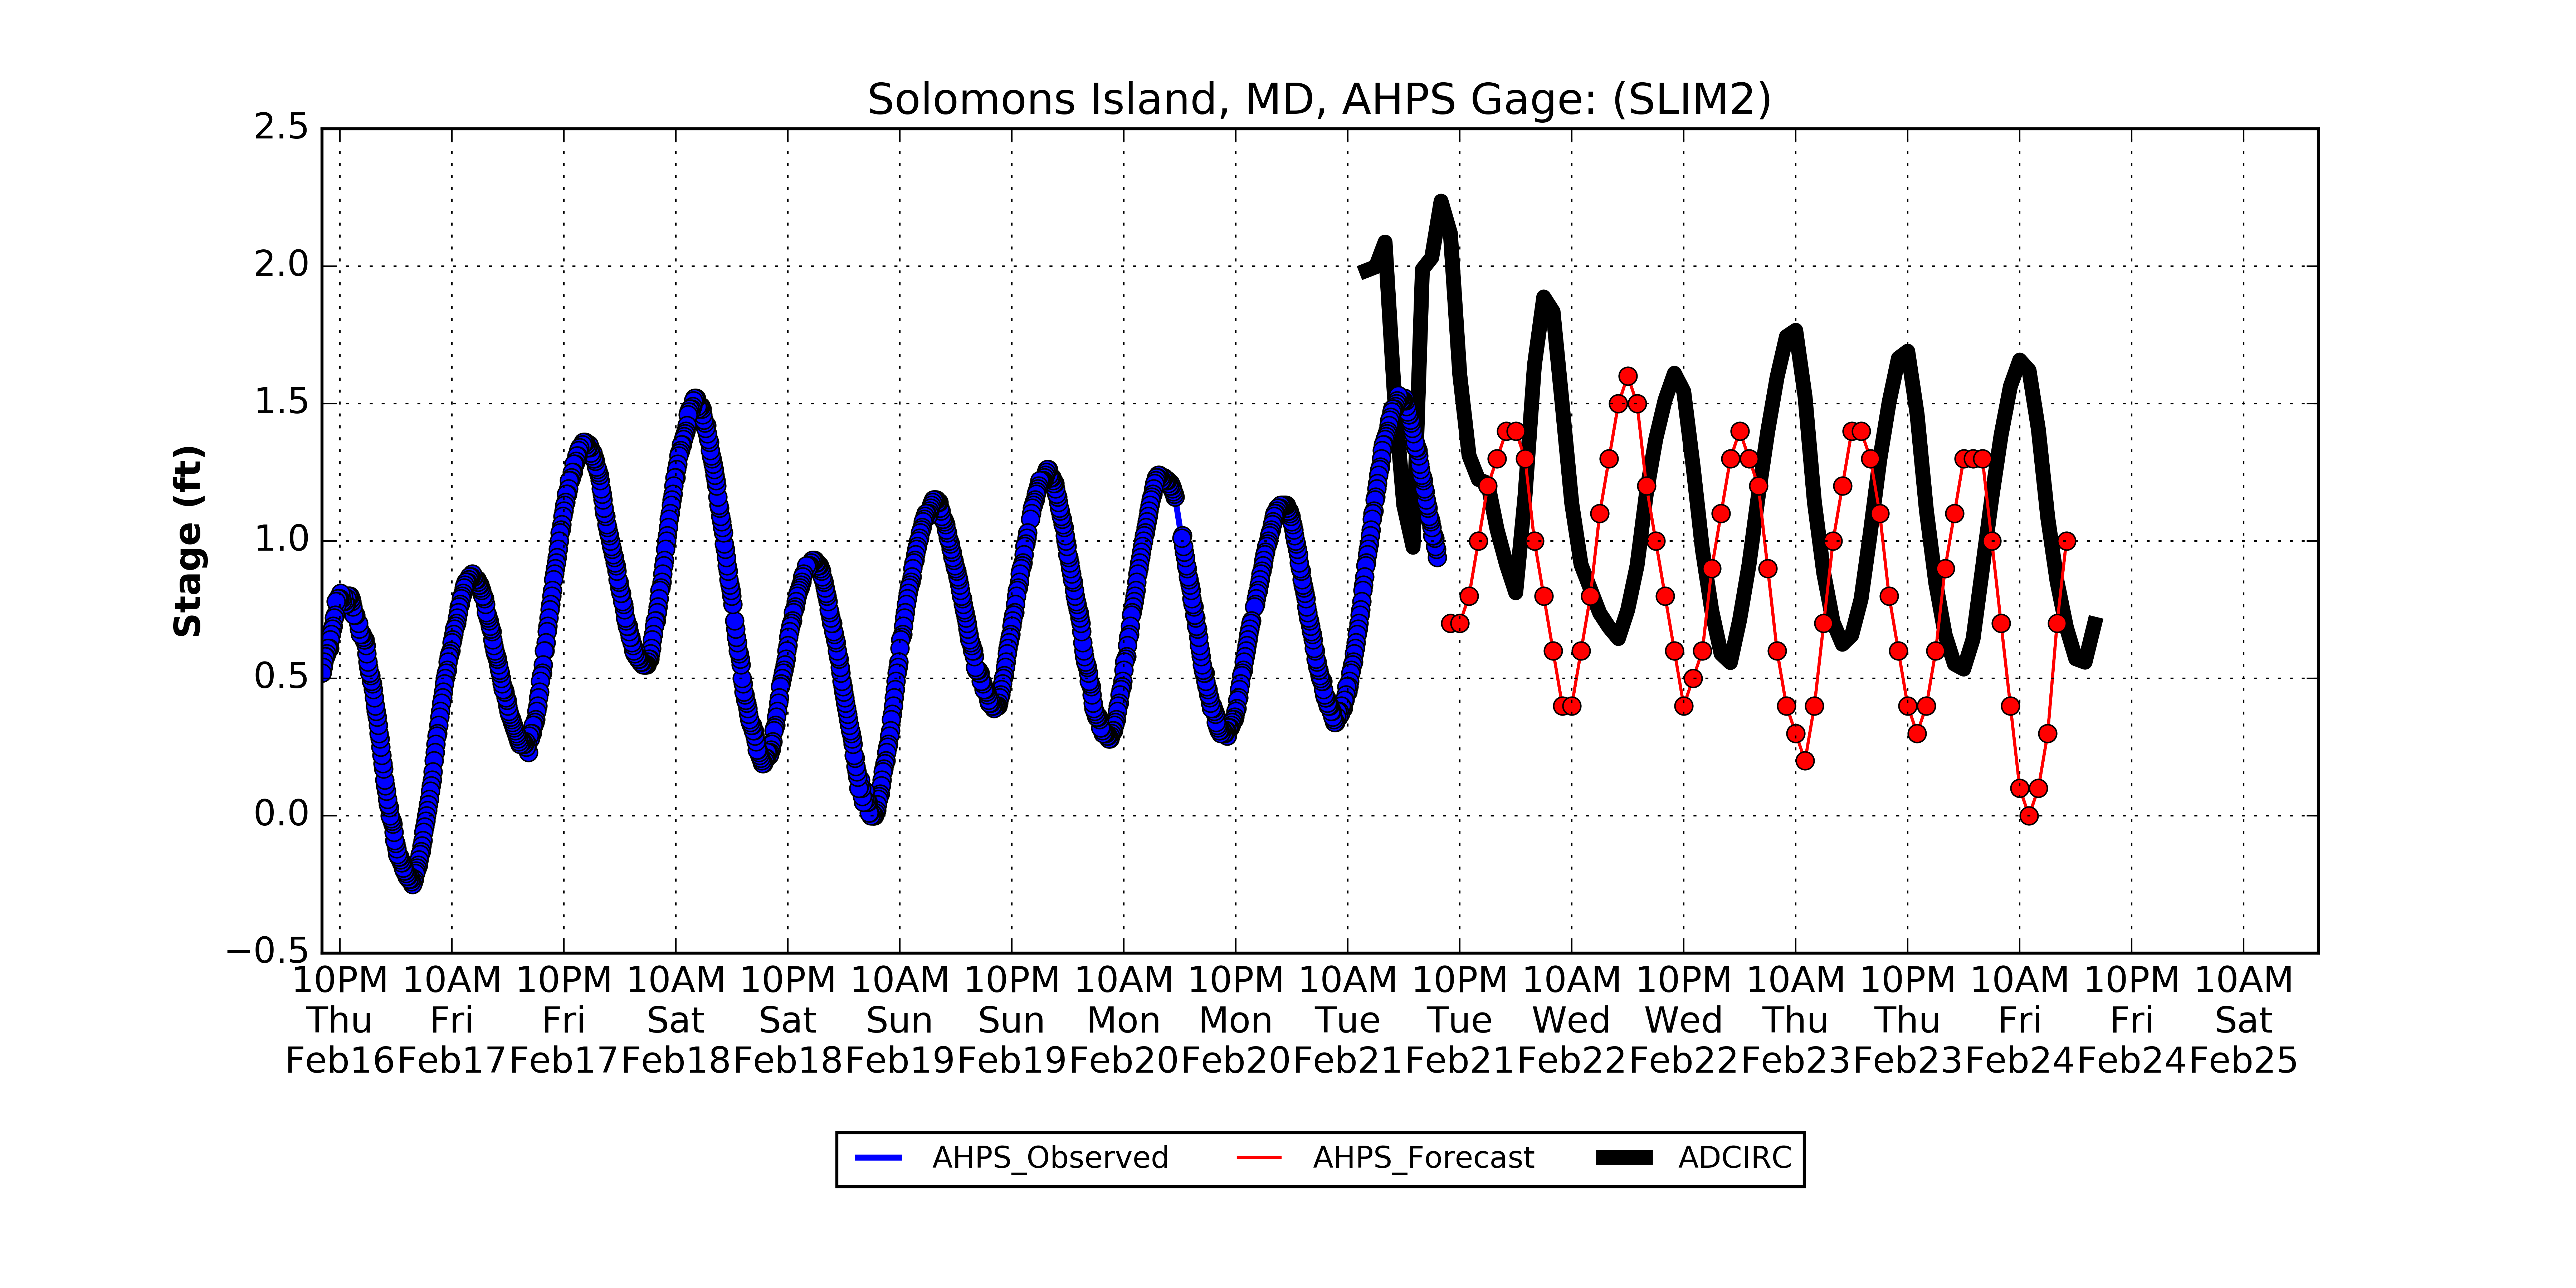 Solomons Island, MD, AHPS Gage: (SLIM2)
2.5
2.0
1.5
1.0
0.5
0.0
−0.5
Stage (ft)
10PM 10AM 10PM 10AM 10PM 10AM 10PM 10AM 10PM 10AM 10PM 10AM 10PM 10AM 10PM 10AM 10PM 10AM
Thu Fri Fri Sat Sat Sun Sun Mon Mon Tue Tue Wed Wed Thu Thu Fri Fri Sat
Feb16 Feb17 Feb17 Feb18 Feb18 Feb19 Feb19 Feb20 Feb20 Feb21 Feb21 Feb22 Feb22 Feb23 Feb23 Feb24 Feb24 Feb25
AHPS_Observed AHPS_Forecast ADCIRC